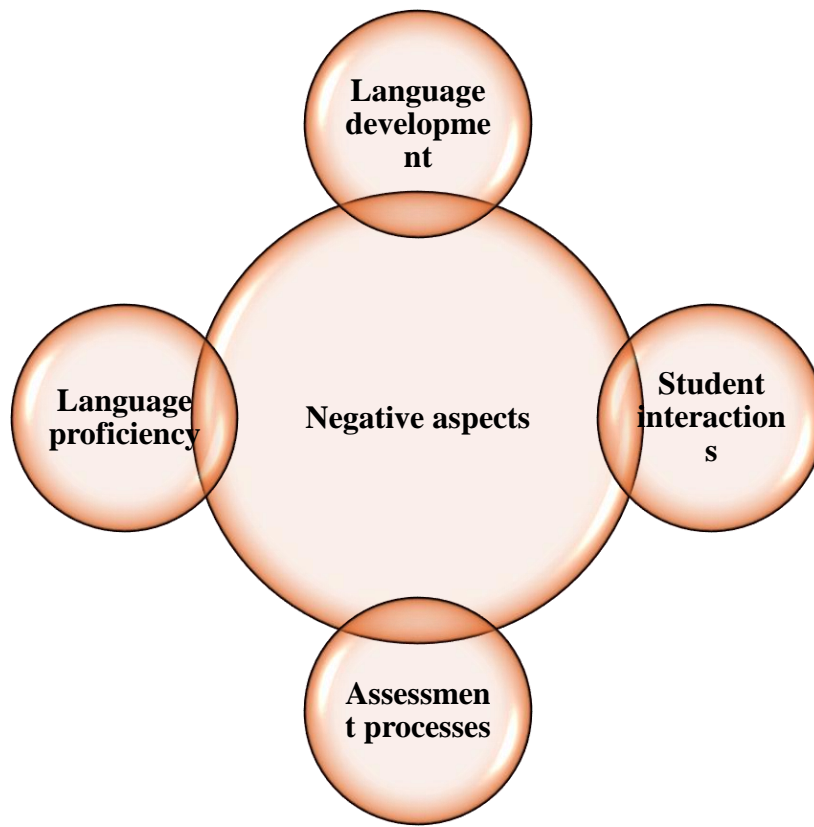 Language
developme
nt
Language
proficiency
Negative aspects
Student
interaction
s
Assessmen
t processes